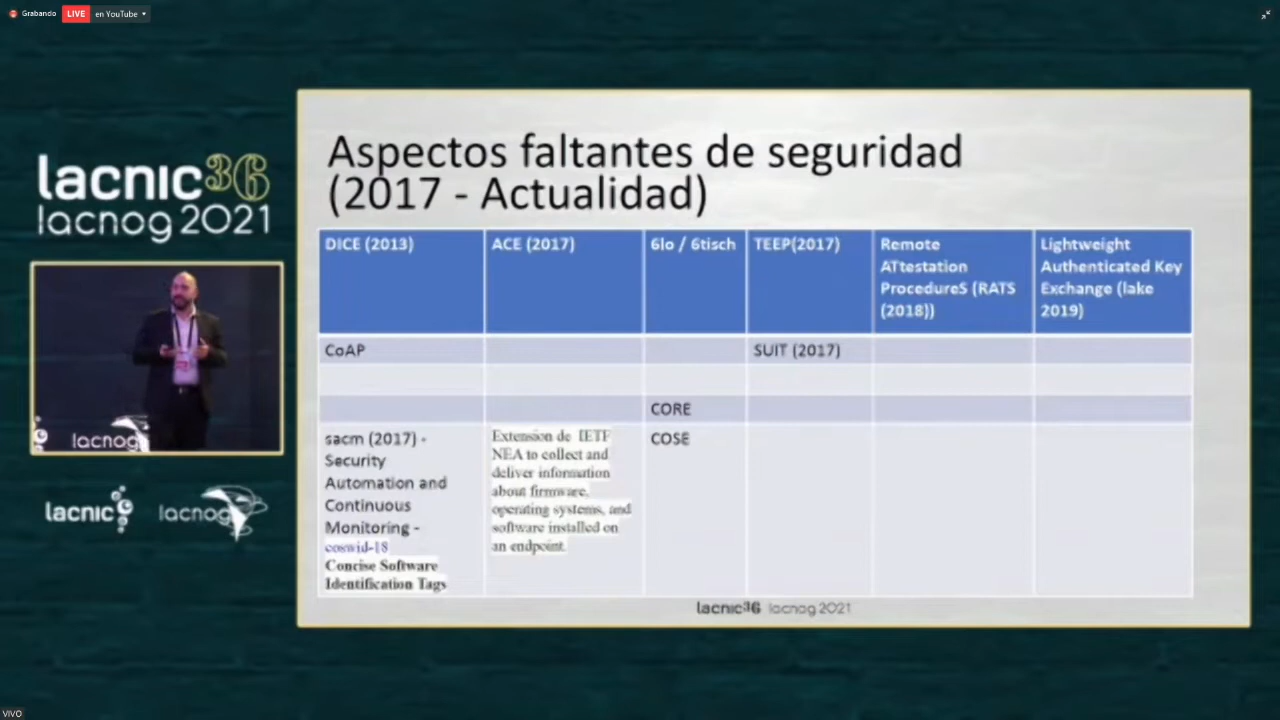 Grabando
LIVE
en YouTube
lacnic36
lacnog 2021
lacnog
lacnic
lacnog
Aspectos faltantes de seguridad
(2017 - Actualidad)
DICE (2013)
ACE (2017)
6lo / 6tisch
TEEP(2017)
Remote
ATtestation
ProcedureS (RATS
(2018))
Lightweight
Authenticated Key
Exchange (lake
2019)
CoAP
SUIT (2017)
CORE
sacm (2017) -
Security
Automation and
Continuous
Monitoring -
coswid-18
Concise Software
Identification Tags
Extension de IETF
NEA to collect and
deliver information
about firmware,
operating systems, and
software installed on
an endpoint.
COSE
lacnic36 lacnog 2021
VIVO